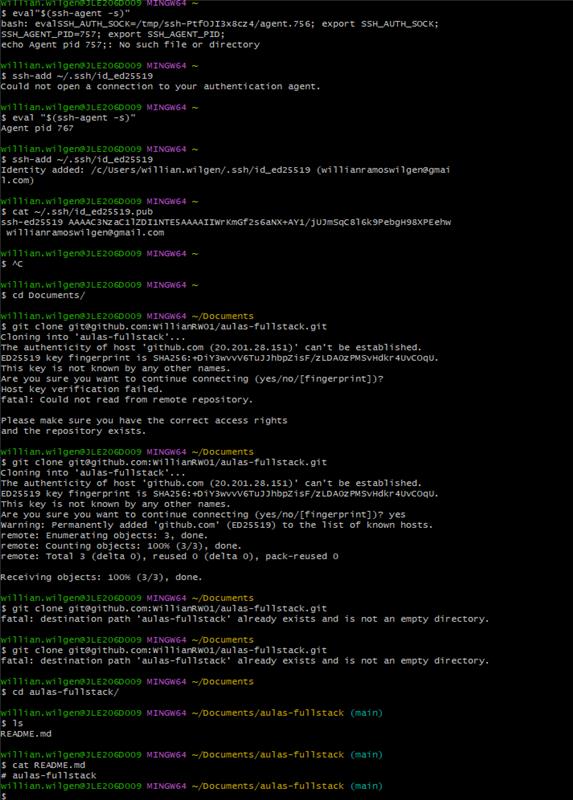 $ eval"$(ssh-agent -s)"
bash: evalSSH_AUTH_SOCK=/tmp/ssh-PtfOJI3x8cz4/agent.756; export SSH_AUTH_SOCK;
SSH_AGENT_PID=757; export SSH_AGENT_PID;
echo Agent pid 757;: No such file or directory
willian.wilgen@JLE206D009 MINGW64 ~
$ ssh-add ~/.ssh/id_ed25519
Could not open a connection to your authentication agent.
willian.wilgen@JLE206D009 MINGW64 ~
$ eval "$(ssh-agent -s)"
Agent pid 767
willian.wilgen@JLE206D009 MINGW64 ~
$ ssh-add ~/.ssh/id_ed25519
Identity added: /c/Users/willian.wilgen/.ssh/id_ed25519 (willianramoswilgen@gmai
l.com)
willian.wilgen@JLE206D009 MINGW64 ~
$ cat ~/.ssh/id_ed25519.pub
ssh-ed25519 AAAAC3NzaC1lZDI1NTE5AAAAIIWrKmGf2s6aNX+AY1/jUJmSqC8l6k9PebgH98XPEehw
willianramoswilgen@gmail.com
willian.wilgen@JLE206D009 MINGW64 ~
$ ^C
willian.wilgen@JLE206D009 MINGW64 ~
$ cd Documents/
willian.wilgen@JLE206D009 MINGW64 ~/Documents
$ git clone git@github.com:WillianRW01/aulas-fullstack.git
Cloning into 'aulas-fullstack'...
The authenticity of host 'github.com (20.201.28.151)' can't be established.
ED25519 key fingerprint is SHA256:+DiY3wvvV6TuJJhbpZisF/zLDA0zPMSvHdkr4UvCOqU.
This key is not known by any other names.
Are you sure you want to continue connecting (yes/no/[fingerprint])?
Host key verification failed.
fatal: Could not read from remote repository.
Please make sure you have the correct access rights
and the repository exists.
willian.wilgen@JLE206D009 MINGW64 ~/Documents
$ git clone git@github.com:WillianRW01/aulas-fullstack.git
Cloning into 'aulas-fullstack'...
The authenticity of host 'github.com (20.201.28.151)' can't be established.
ED25519 key fingerprint is SHA256:+DiY3wvvV6TuJJhbpZisF/zLDA0zPMSvHdkr4UvCOqU.
This key is not known by any other names.
Are you sure you want to continue connecting (yes/no/[fingerprint])? yes
Warning: Permanently added 'github.com' (ED25519) to the list of known hosts.
remote: Enumerating objects: 3, done.
remote: Counting objects: 100% (3/3), done.
remote: Total 3 (delta 0), reused 0 (delta 0), pack-reused 0
Receiving objects: 100% (3/3), done.
willian.wilgen@JLE206D009 MINGW64 ~/Documents
$ git clone git@github.com:WillianRW01/aulas-fullstack.git
fatal: destination path 'aulas-fullstack' already exists and is not an empty directory.
willian.wilgen@JLE206D009 MINGW64 ~/Documents
$ git clone git@github.com:WillianRW01/aulas-fullstack.git
fatal: destination path 'aulas-fullstack' already exists and is not an empty directory.
willian.wilgen@JLE206D009 MINGW64 ~/Documents
$ cd aulas-fullstack/
willian.wilgen@JLE206D009 MINGW64 ~/Documents/aulas-fullstack (main)
$ ls
README.md
willian.wilgen@JLE206D009 MINGW64 ~/Documents/aulas-fullstack (main)
$ cat README.md
# aulas-fullstack
willian.wilgen@JLE206D009 MINGW64 ~/Documents/aulas-fullstack (main)
$